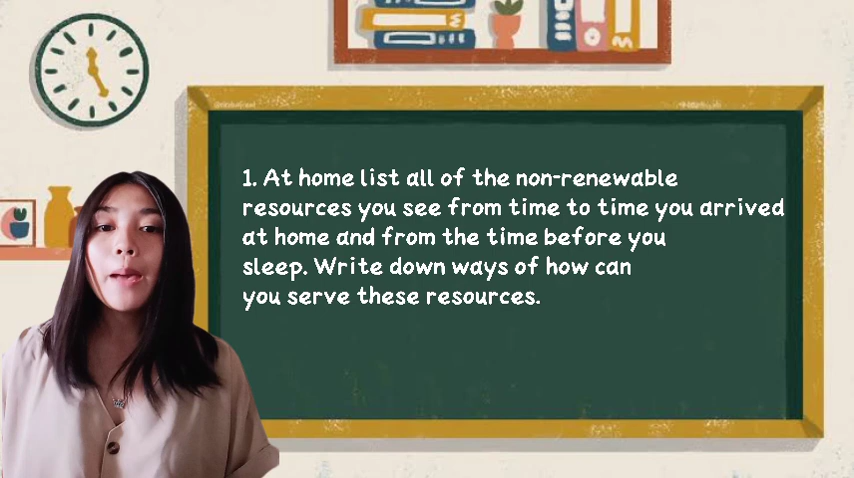 1. At home list all of the non-renewable
resources you see from time to time you arrived
at home and from the time before you
sleep. Write down ways of how can
you serve these resources.